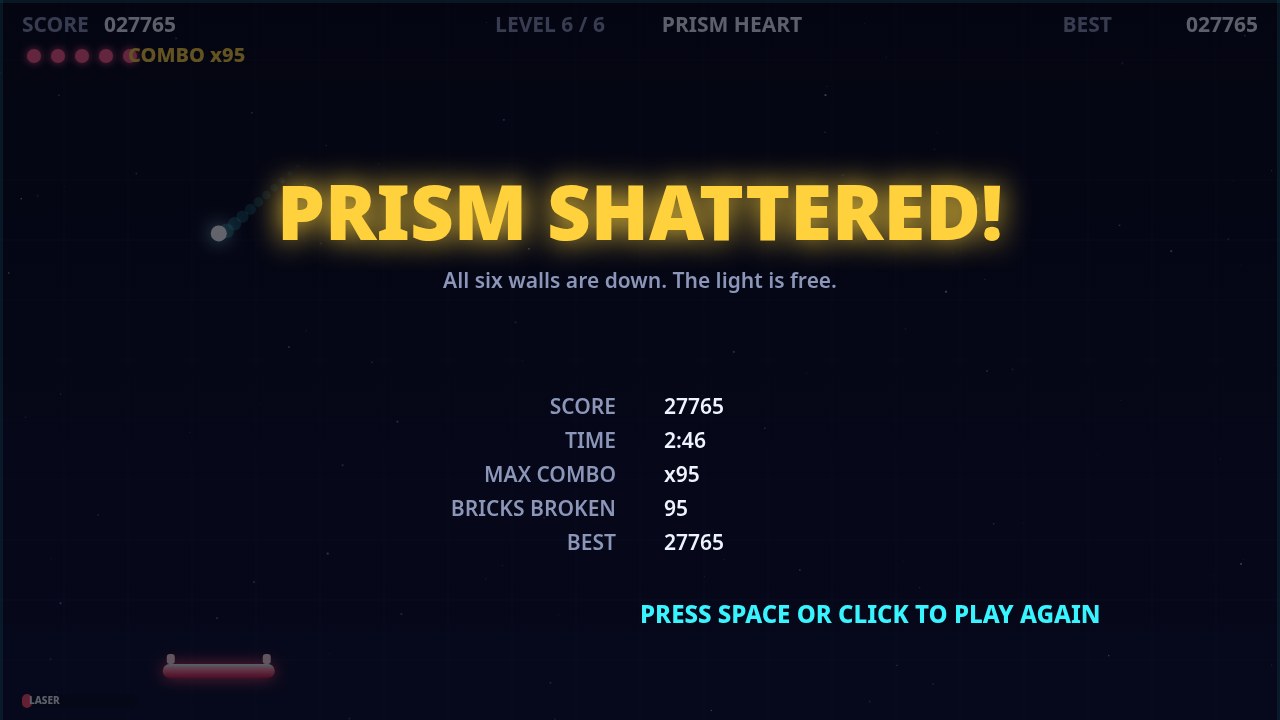 SCORE 027765 LEVEL 6 / 6 PRISM HEART BEST 027765
COMBO x95
PRISM SHATTERED!
All six walls are down. The light is free.
SCORE 27765
TIME 2:46
MAX COMBO x95
BRICKS BROKEN 95
BEST 27765
PRESS SPACE OR CLICK TO PLAY AGAIN
LASER